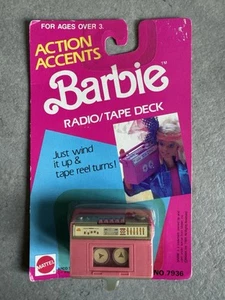 FOR AGES OVER 3.
ACTION
ACCENTS
Barbie
RADIO/TAPE DECK
Just wind
it up &
tape reel turns!
MATTEL
NO. 7936